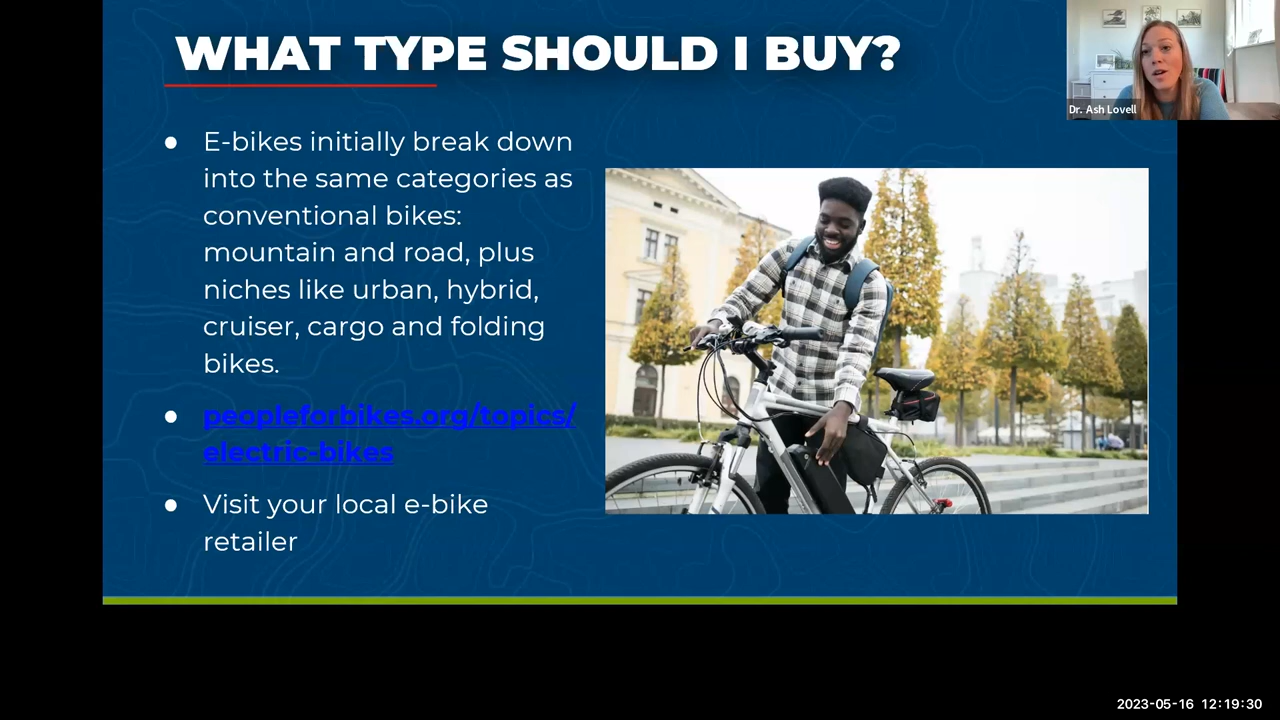 WHAT TYPE SHOULD I BUY?
Dr. Ash Lovell
● E-bikes initially break down
into the same categories as
conventional bikes:
mountain and road, plus
niches like urban, hybrid,
cruiser, cargo and folding
bikes.
● peopleforbikes.org/topics/
electric-bikes
● Visit your local e-bike
retailer
2023-05-16 12:19:30